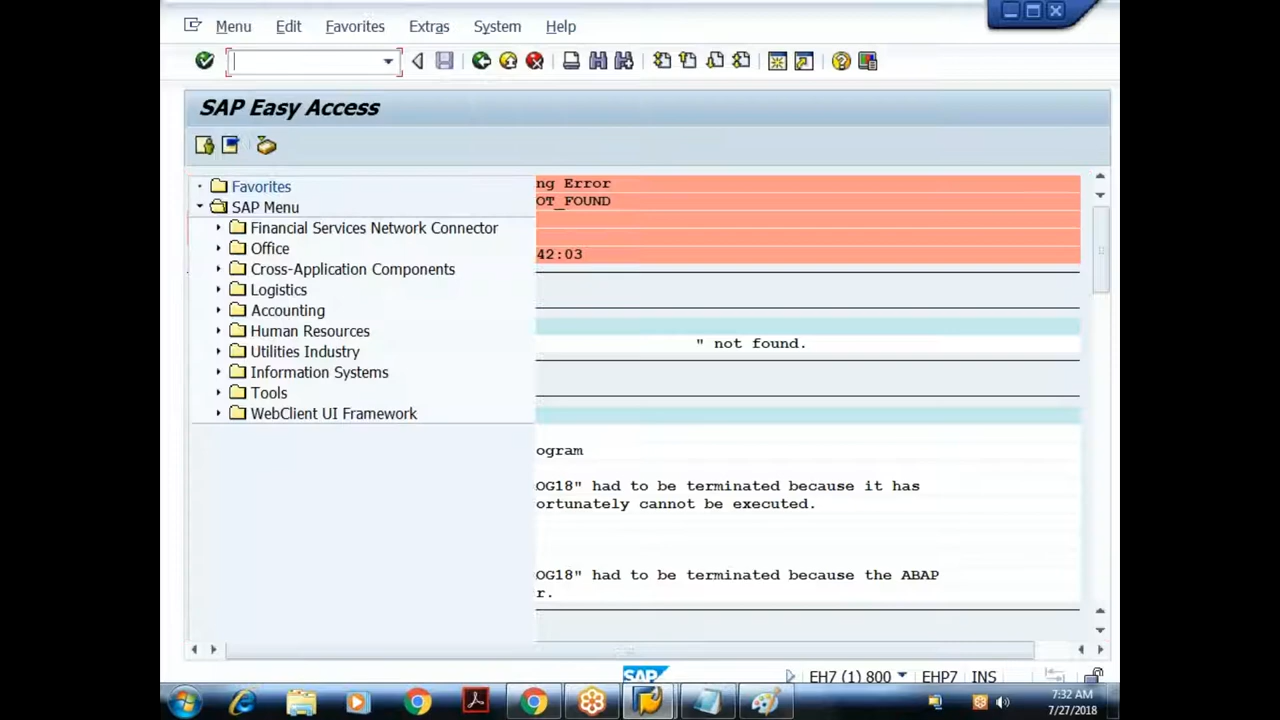 Menu Edit Favorites Extras System Help
SAP Easy Access
Favorites
SAP Menu
Financial Services Network Connector
Office
Cross-Application Components
Logistics
Accounting
Human Resources
Utilities Industry
Information Systems
Tools
WebClient UI Framework
ng Error
OT_FOUND
42:03
" not found.
ogram
OG18" had to be terminated because it has
ortunately cannot be executed.
OG18" had to be terminated because the ABAP
r.
SAP
EH7 (1) 800 EHP7 INS
7:32 AM
7/27/2018